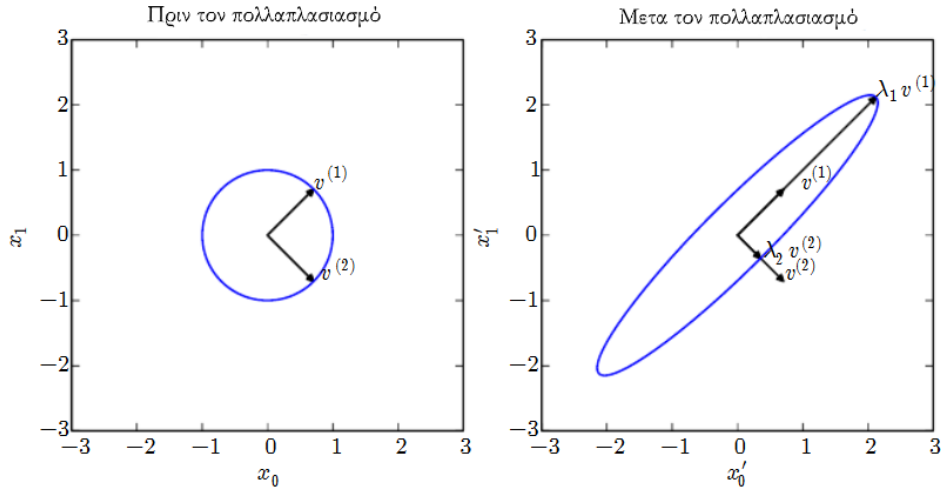 Πριν τον πολλαπλασιασμό
3
2
1
0
−1
−2
−3
x₁
v⁽¹⁾
v⁽²⁾
−3 −2 −1 0 1 2 3
x₀
Μετα τον πολλαπλασιασμό
3
2
1
0
−1
−2
−3
x₁′
λ₁ v⁽¹⁾
v⁽¹⁾
λ₂ v⁽²⁾
v⁽²⁾
−3 −2 −1 0 1 2 3
x₀′